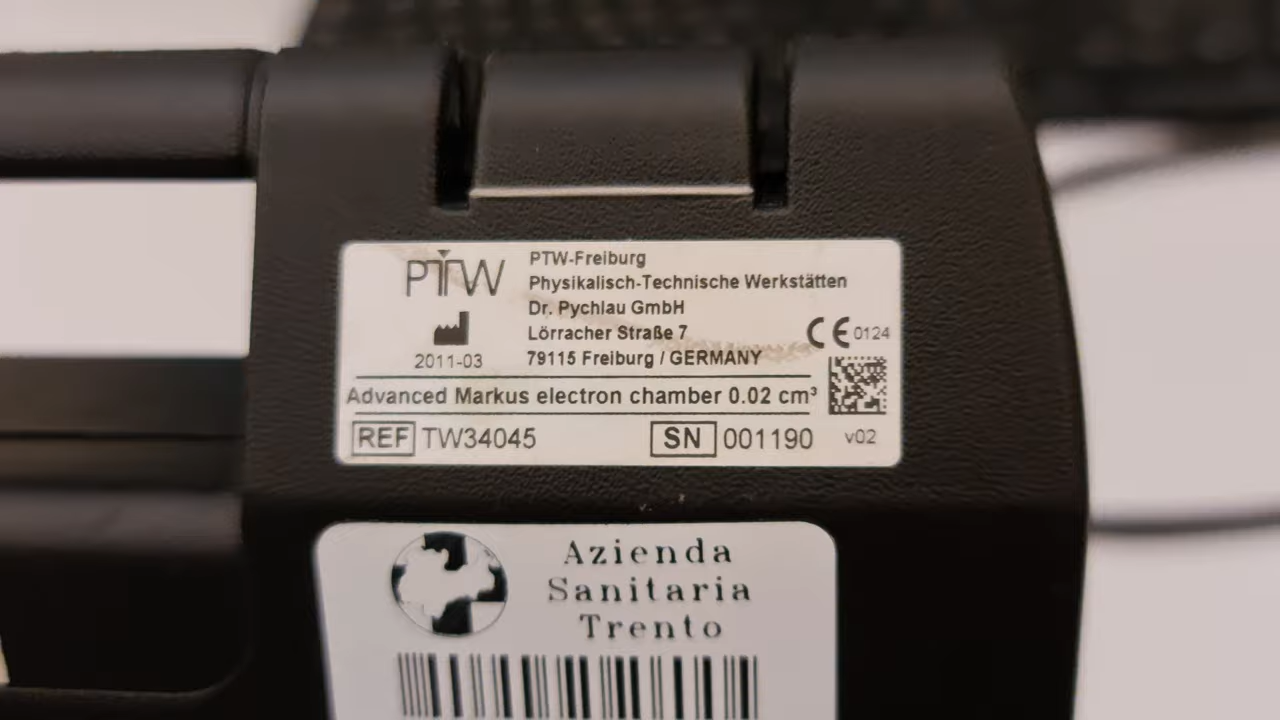 PTW
PTW-Freiburg
Physikalisch-Technische Werkstätten
Dr. Pychlau GmbH
Lörracher Straße 7
79115 Freiburg / GERMANY
2011-03
CE 0124
Advanced Markus electron chamber 0.02 cm³
REF TW34045 SN 001190 v02
Azienda
Sanitaria
Trento